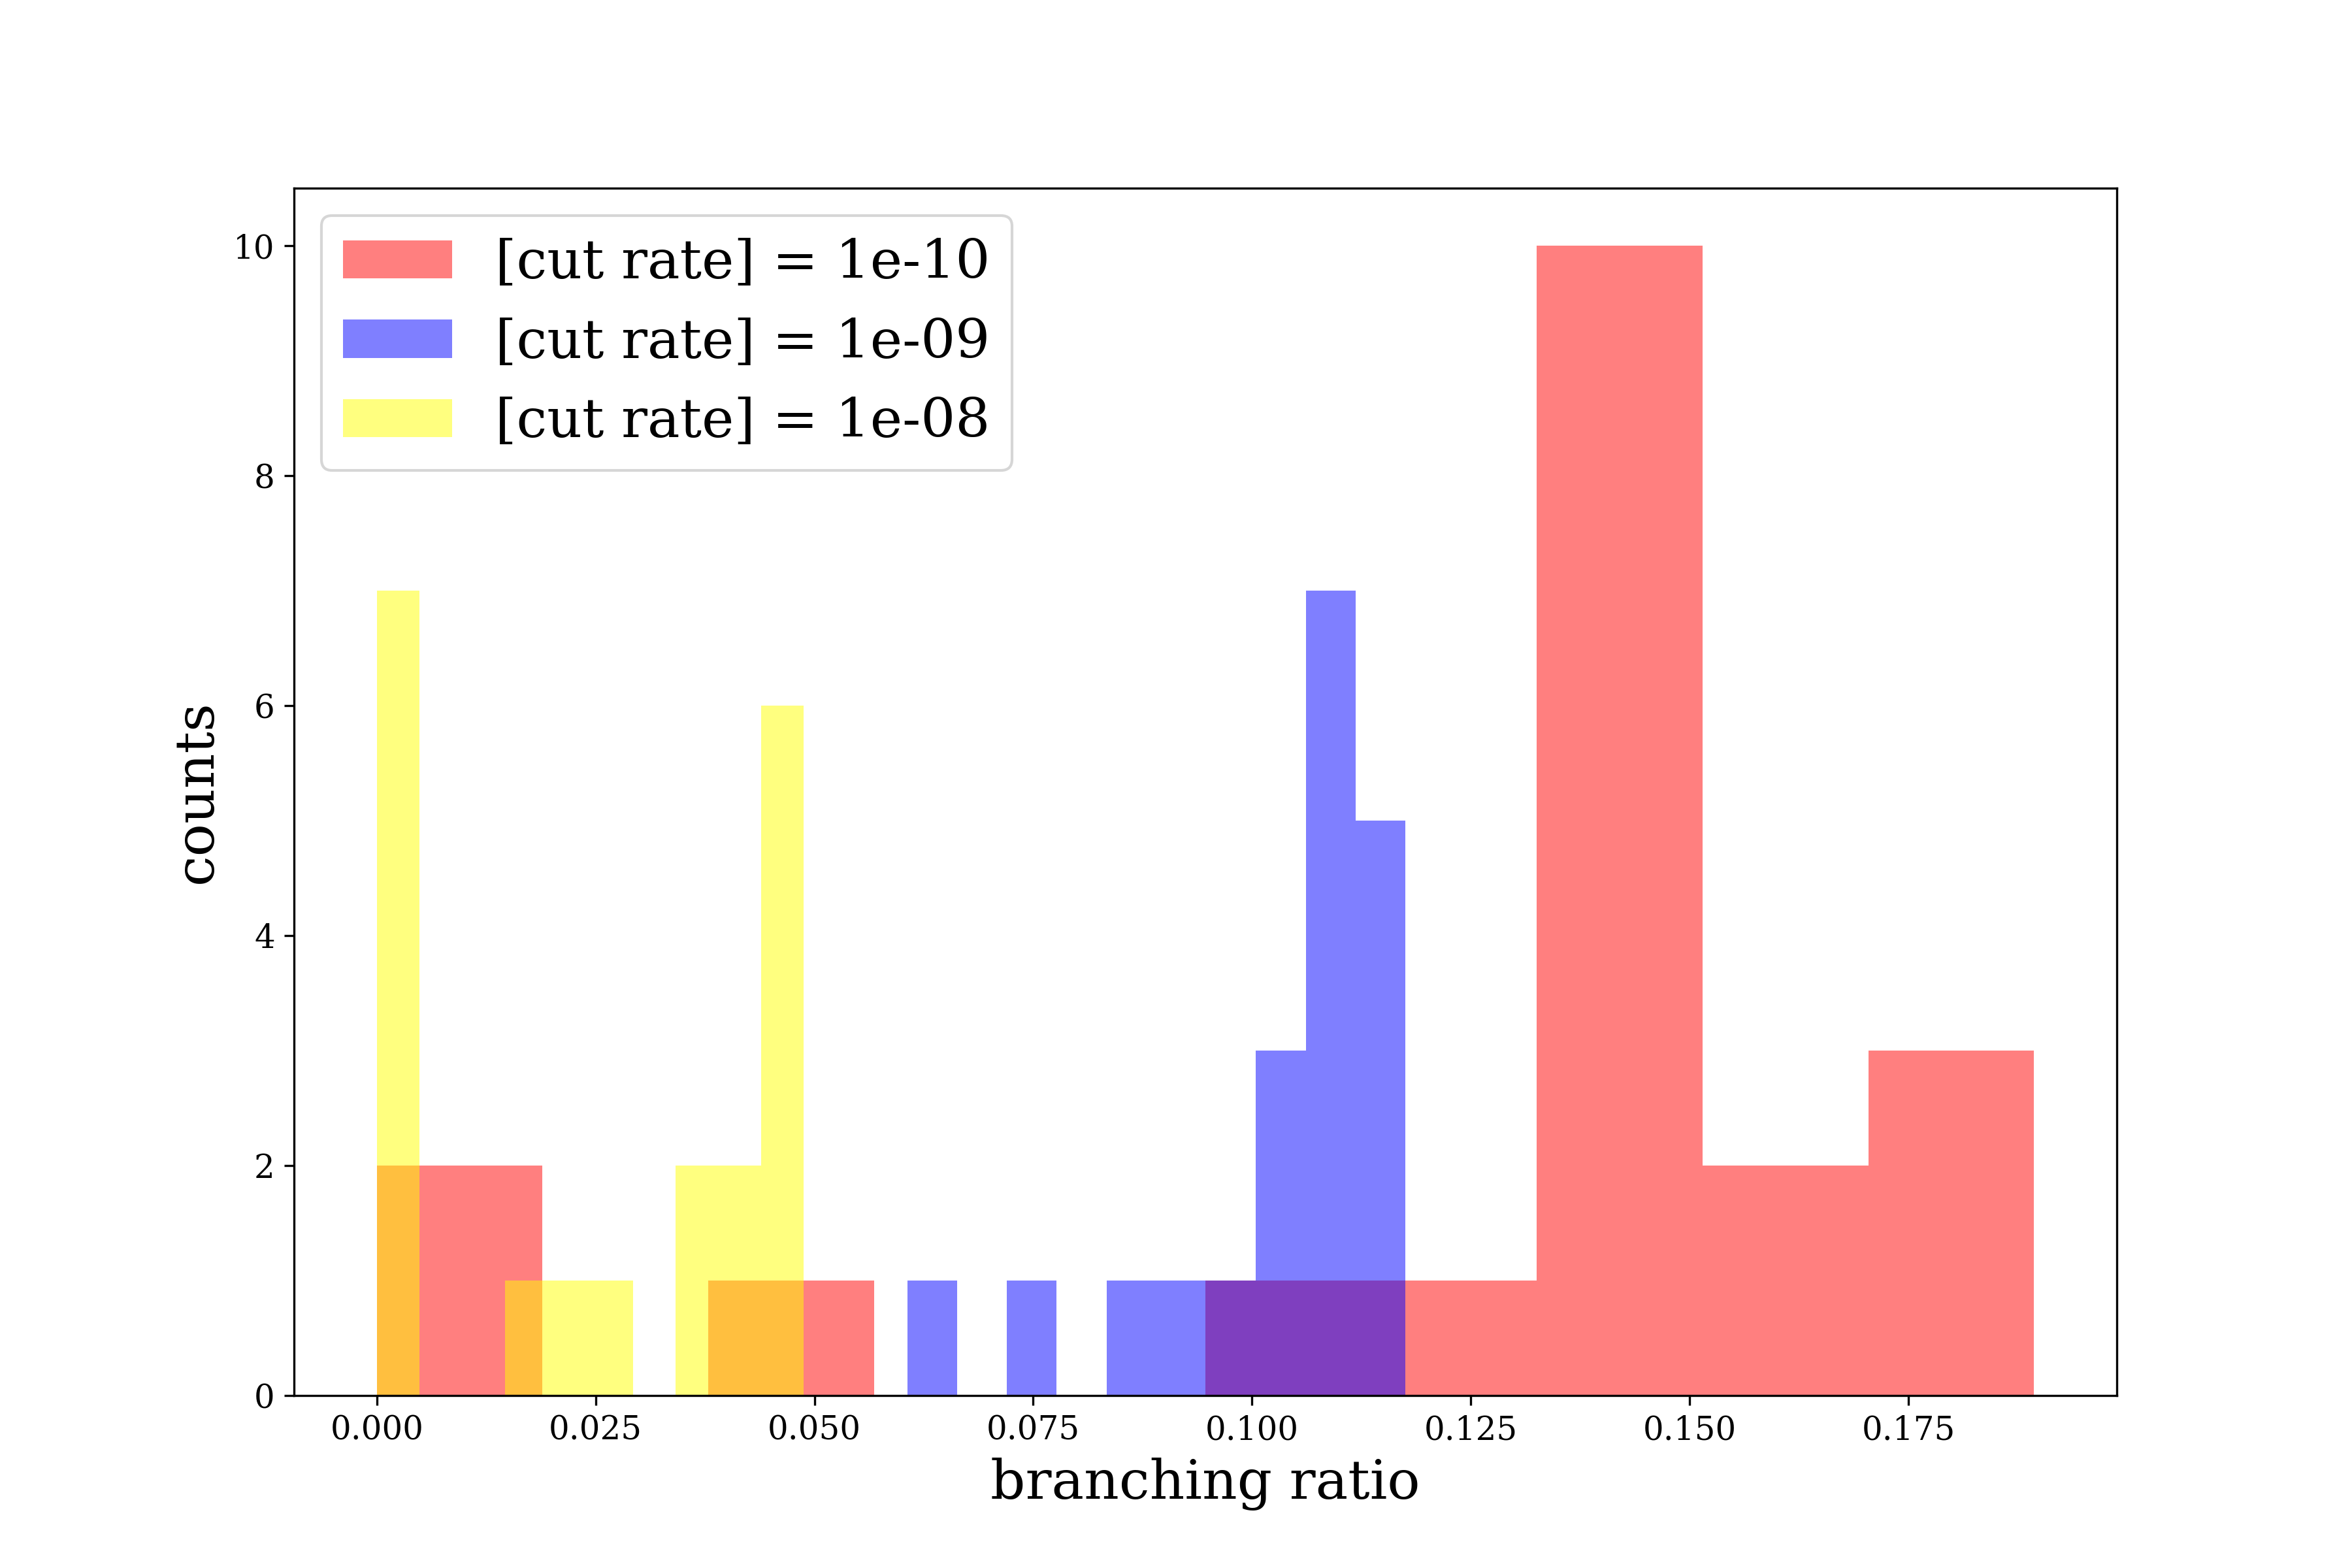 [cut rate] = 1e-10
[cut rate] = 1e-09
[cut rate] = 1e-08
10
8
6
4
2
0
counts
0.000 0.025 0.050 0.075 0.100 0.125 0.150 0.175
branching ratio